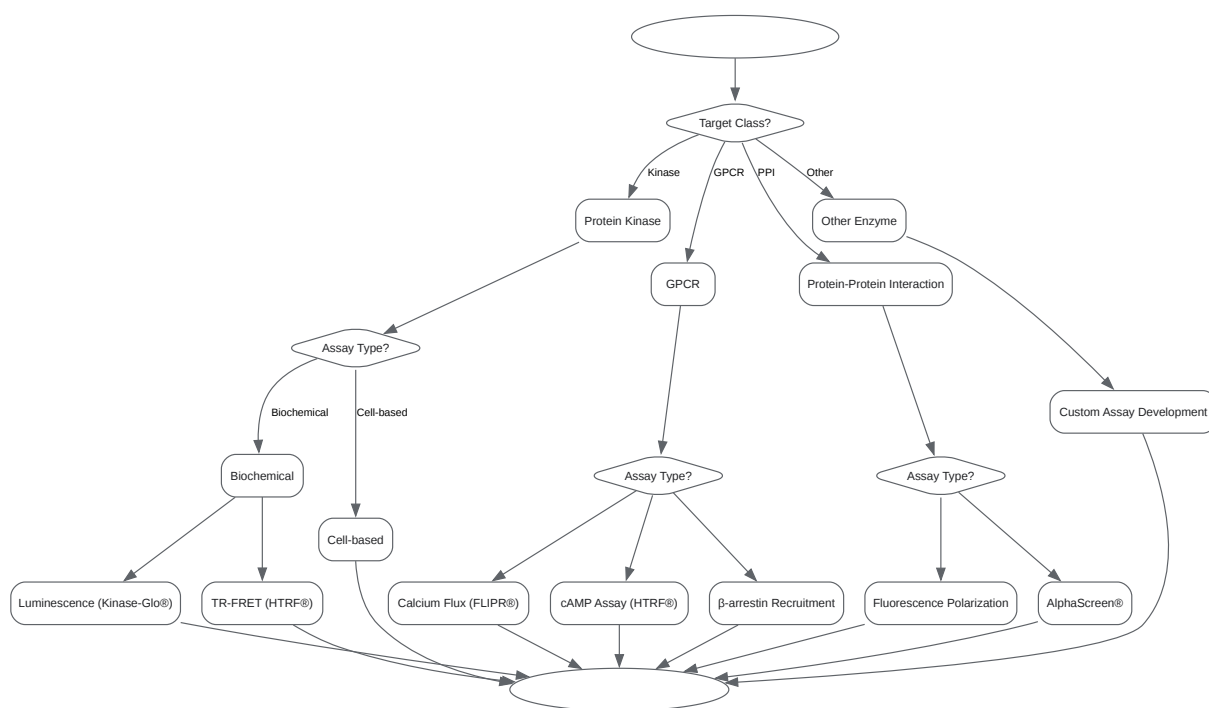 Target Class?
Kinase
GPCR
PPI
Other
Protein Kinase
Other Enzyme
GPCR
Protein-Protein Interaction
Assay Type?
Biochemical
Cell-based
Custom Assay Development
Biochemical
Assay Type?
Assay Type?
Cell-based
Luminescence (Kinase-Glo®)
TR-FRET (HTRF®)
Calcium Flux (FLIPR®)
cAMP Assay (HTRF®)
β-arrestin Recruitment
Fluorescence Polarization
AlphaScreen®